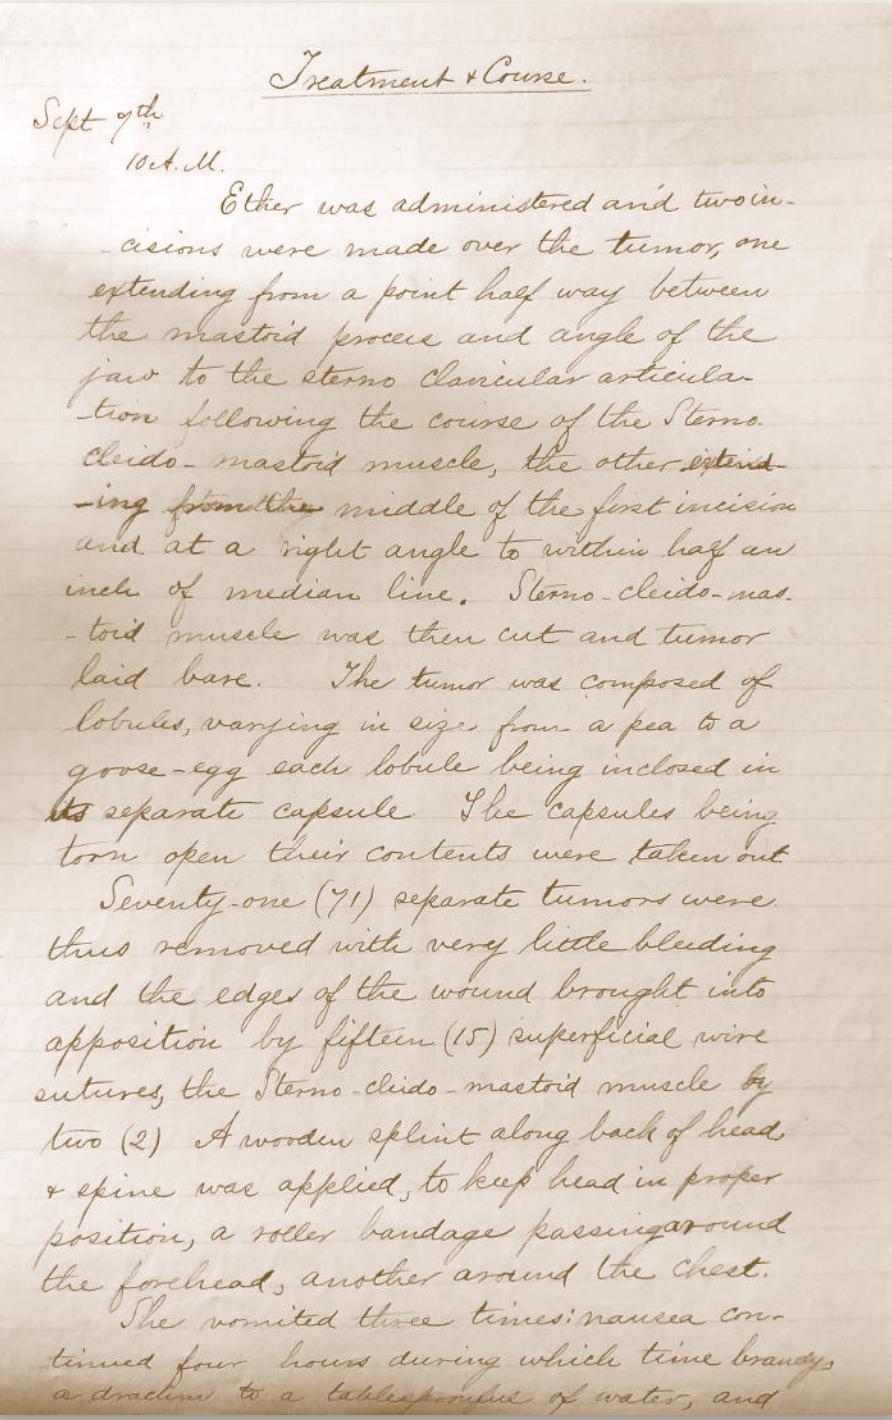 Treatment & Course.
Sept 7th
10 A.M.
Ether was administered and two in-
-cisions were made over the tumor, one
extending from a point half way between
the mastoid process and angle of the
jaw to the sterno clavicular articula-
-tion following the course of the Sterno-
cleido-mastoid muscle, the other extend-
-ing from the middle of the first incision
and at a right angle to within half an
inch of median line. Sterno-cleido-mas-
-toid muscle was then cut and tumor
laid bare. The tumor was composed of
lobules, varying in size from a pea to a
goose-egg each lobule being inclosed in
its separate capsule. The capsules being
torn open their contents were taken out
Seventy-one (71) separate tumors were
thus removed with very little bleeding
and the edges of the wound brought into
apposition by fifteen (15) superficial wire
sutures, the Sterno-cleido-mastoid muscle by
two (2) A wooden splint along back of head
& spine was applied, to keep head in proper
position, a roller bandage passing around
the forehead, another around the chest.
She vomited three times: nausea con-
tinued four hours during which time brandy,
a drachm to a tablespoonful of water, and